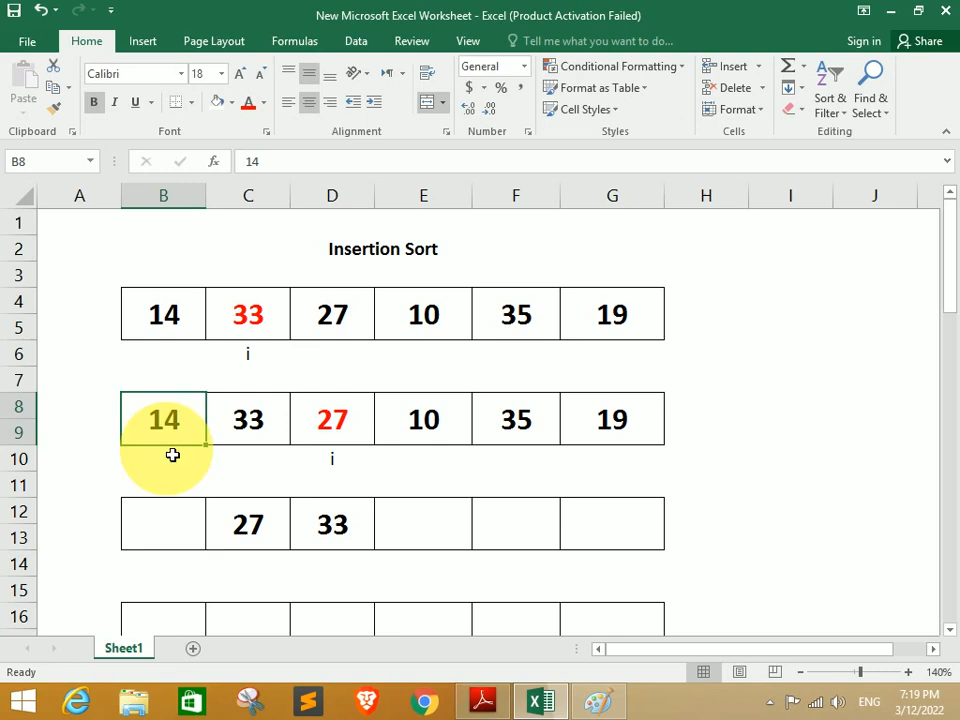 New Microsoft Excel Worksheet - Excel (Product Activation Failed)
File Home Insert Page Layout Formulas Data Review View Tell me what you want to do... Sign in Share
Paste
Calibri 18
B I U A
General
$ % ,
Conditional Formatting
Format as Table
Cell Styles
Insert
Delete
Format
Sort & Filter
Find & Select
Clipboard Font Alignment Number Styles Cells Editing
B8 fx 14
A B C D E F G H I J
1
2 Insertion Sort
3
4 14 33 27 10 35 19
5
6 i
7
8 14 33 27 10 35 19
9
10 i
11
12 27 33
13
14
15
16
Sheet1
Ready 140%
ENG 7:19 PM
3/12/2022